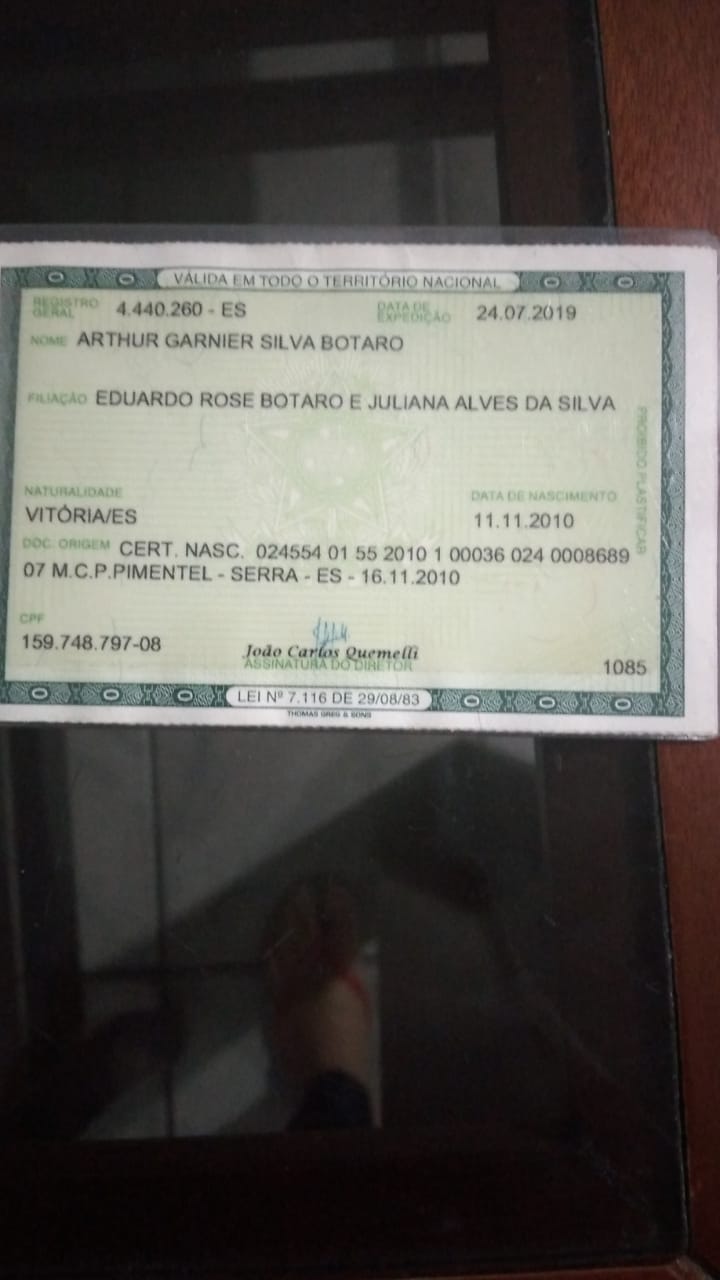 VÁLIDA EM TODO O TERRITÓRIO NACIONAL
REGISTRO GERAL 4.440.260 - ES DATA DE EXPEDIÇÃO 24.07.2019
NOME ARTHUR GARNIER SILVA BOTARO
FILIAÇÃO EDUARDO ROSE BOTARO E JULIANA ALVES DA SILVA
NATURALIDADE DATA DE NASCIMENTO
VITÓRIA/ES 11.11.2010
DOC. ORIGEM CERT. NASC. 024554 01 55 2010 1 00036 024 0008689
07 M.C.P.PIMENTEL - SERRA - ES - 16.11.2010
CPF
159.748.797-08
João Carlos Quemelli
ASSINATURA DO DIRETOR
1085
LEI Nº 7.116 DE 29/08/83
THOMAS GREG & SONS
PROIBIDO PLASTIFICAR